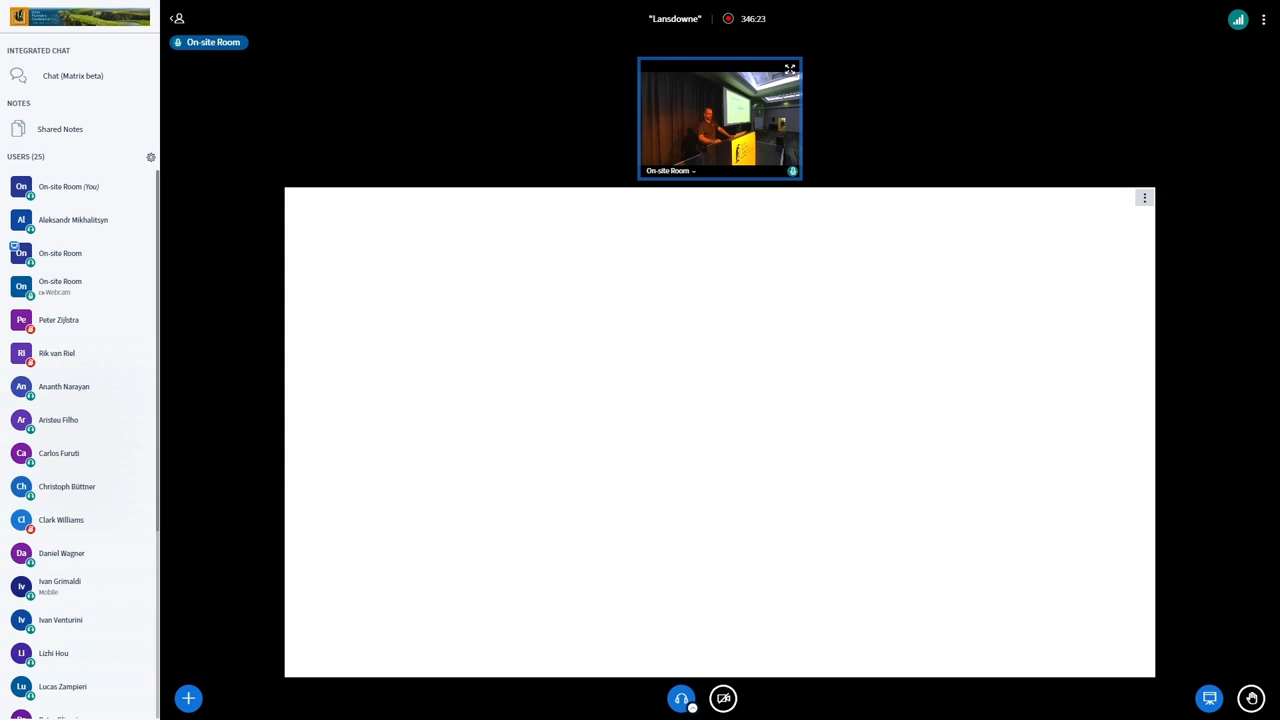 INTEGRATED CHAT
Chat (Matrix beta)
NOTES
Shared Notes
USERS (25)
On On-site Room (You)
Al Aleksandr Mikhalitsyn
On On-site Room
On On-site Room
Webcam
Pe Peter Zijlstra
Ri Rik van Riel
An Ananth Narayan
Ar Aristeu Filho
Ca Carlos Furuti
Ch Christoph Büttner
Cl Clark Williams
Da Daniel Wagner
Iv Ivan Grimaldi
Mobile
Iv Ivan Venturini
Li Lizhi Hou
Lu Lucas Zampieri
"Lansdowne"
346:23
On-site Room
On-site Room